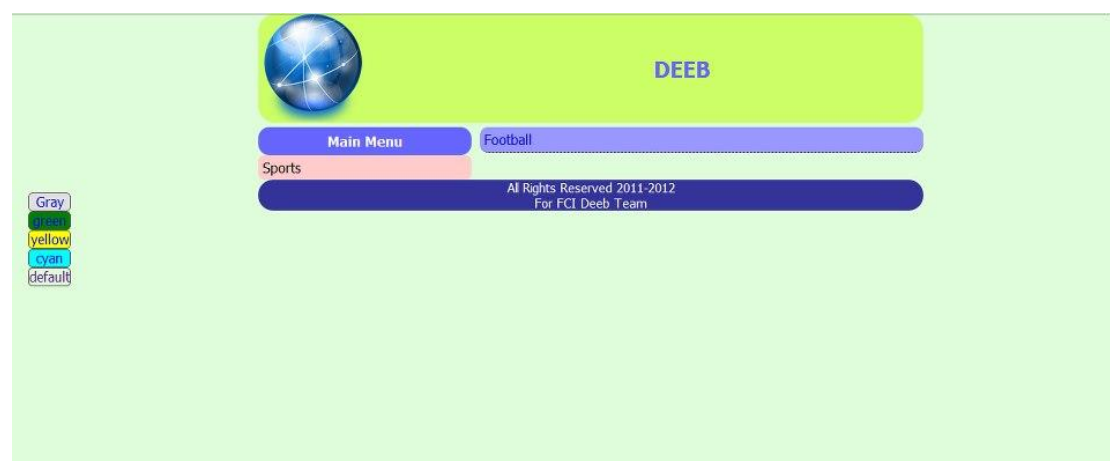 DEEB
Main Menu
Football
Sports
All Rights Reserved 2011-2012
For FCI Deeb Team
Gray
green
yellow
cyan
default